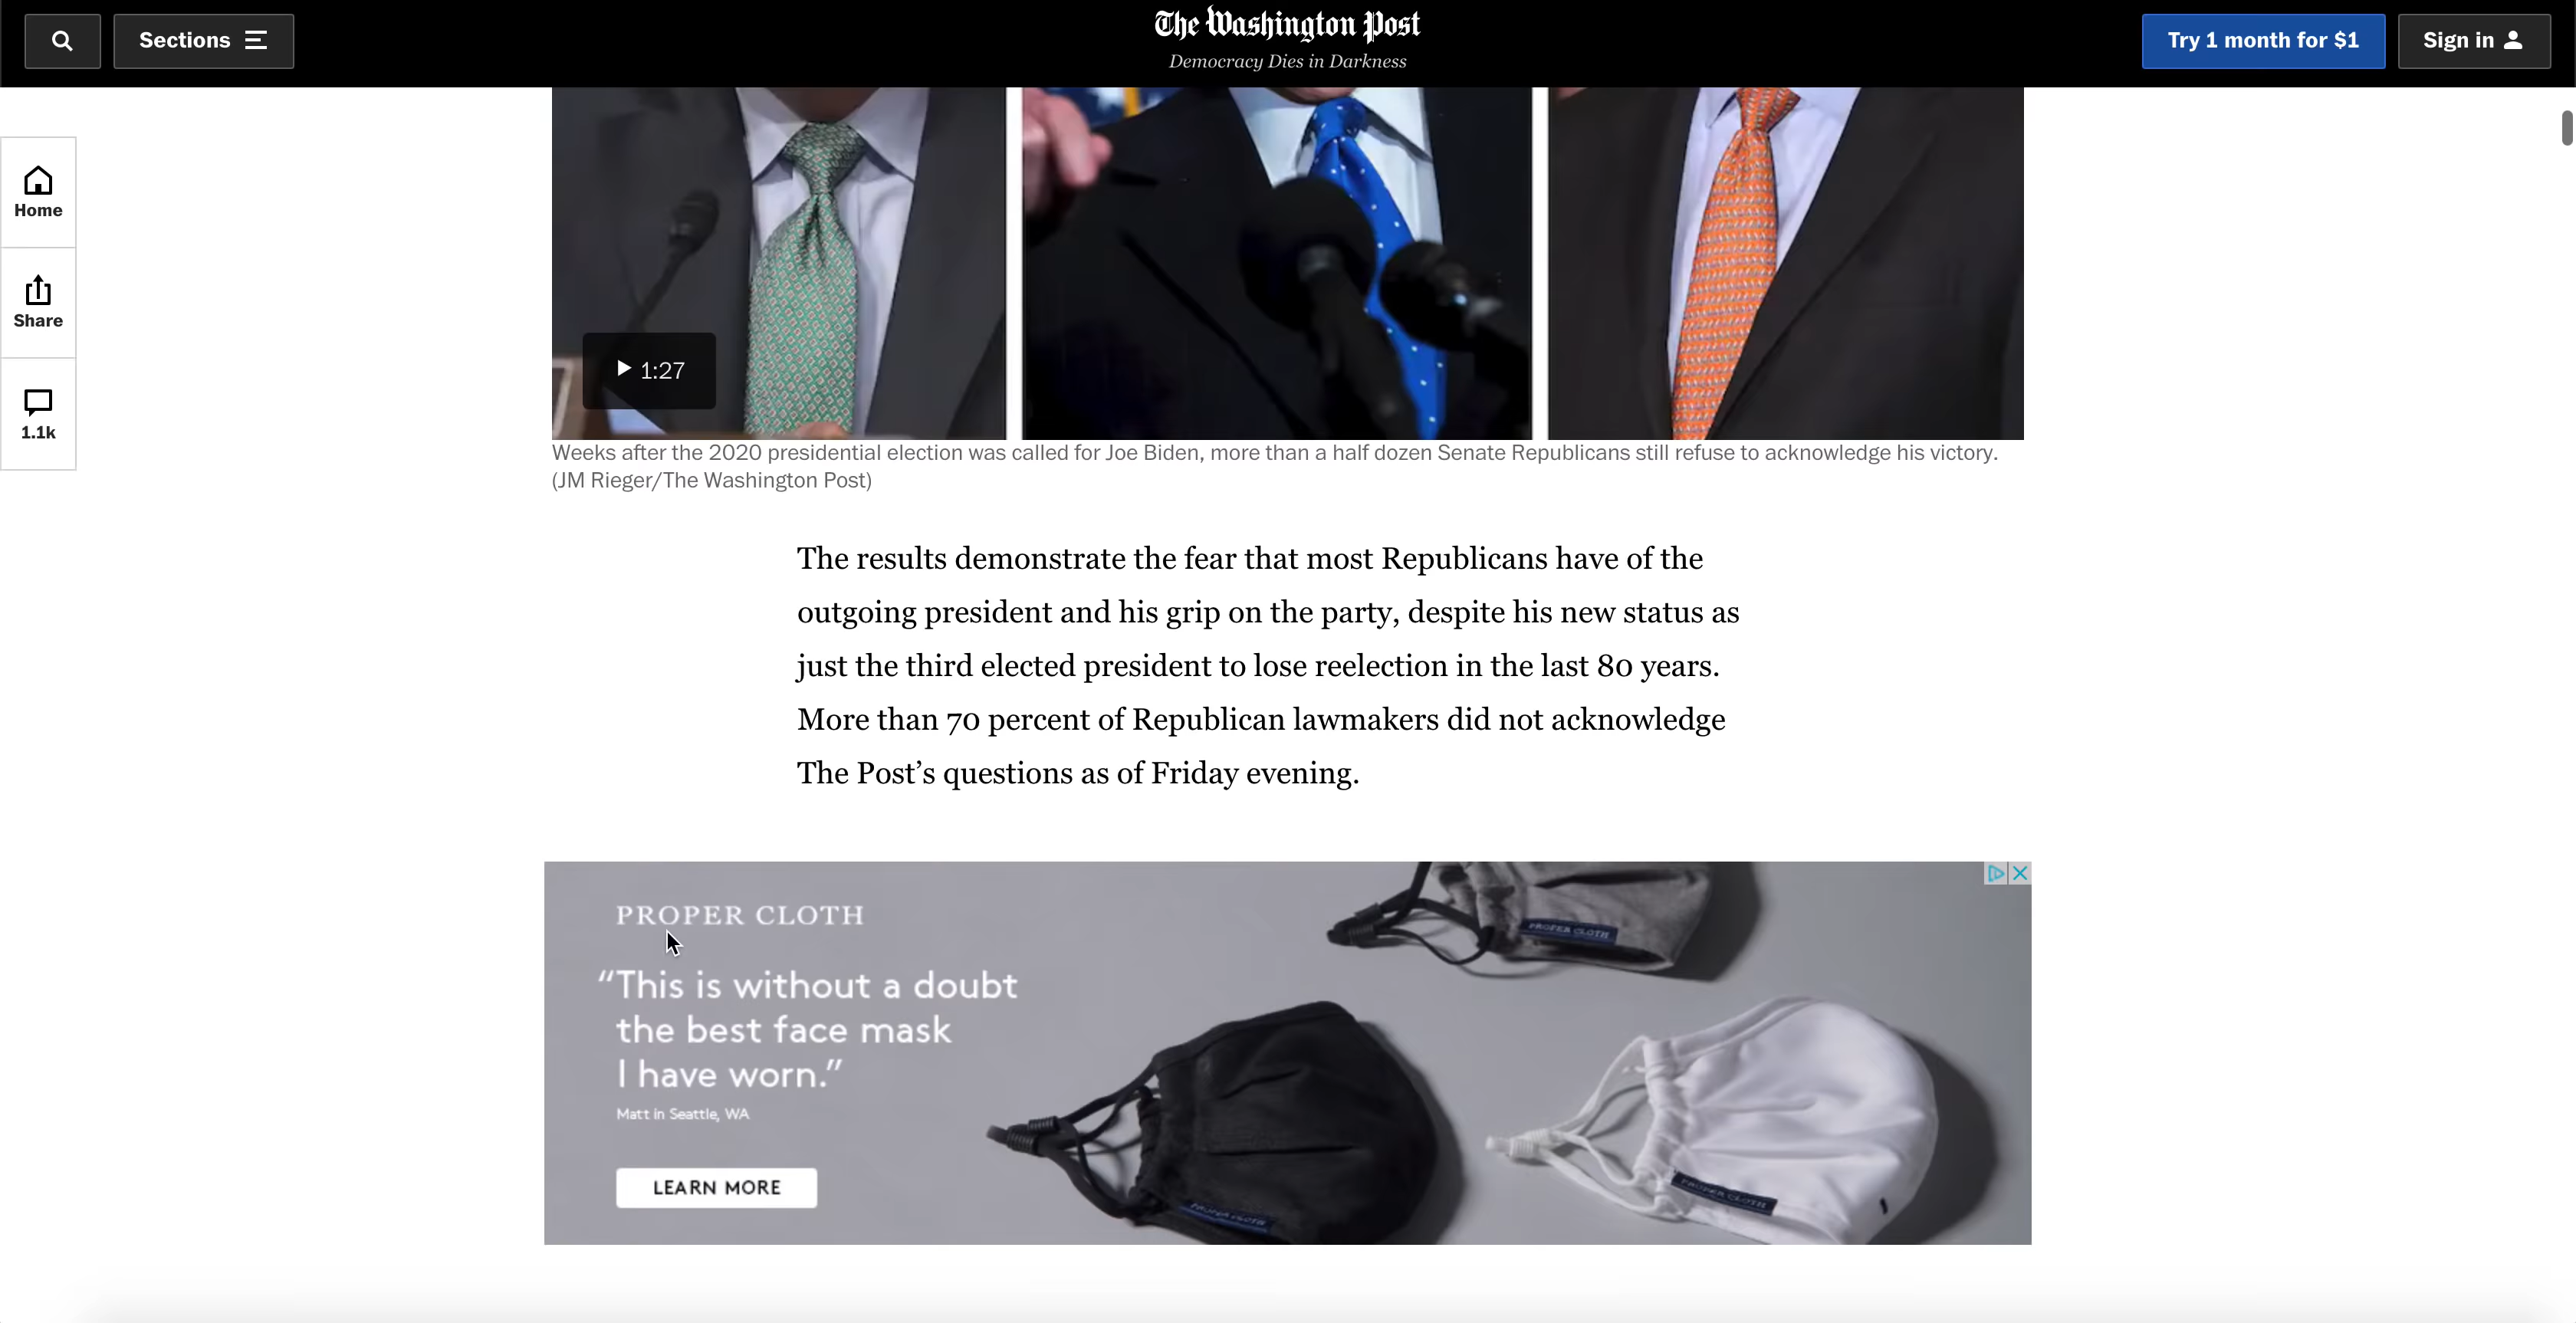 Sections
The Washington Post
Democracy Dies in Darkness
Try 1 month for $1
Sign in
Home
Share
1.1k
1:27
Weeks after the 2020 presidential election was called for Joe Biden, more than a half dozen Senate Republicans still refuse to acknowledge his victory.
(JM Rieger/The Washington Post)
The results demonstrate the fear that most Republicans have of the
outgoing president and his grip on the party, despite his new status as
just the third elected president to lose reelection in the last 80 years.
More than 70 percent of Republican lawmakers did not acknowledge
The Post’s questions as of Friday evening.
PROPER CLOTH
“This is without a doubt
the best face mask
I have worn.”
Matt in Seattle, WA
LEARN MORE
PROPER CLOTH
PROPER CLOTH
PROPER CLOTH